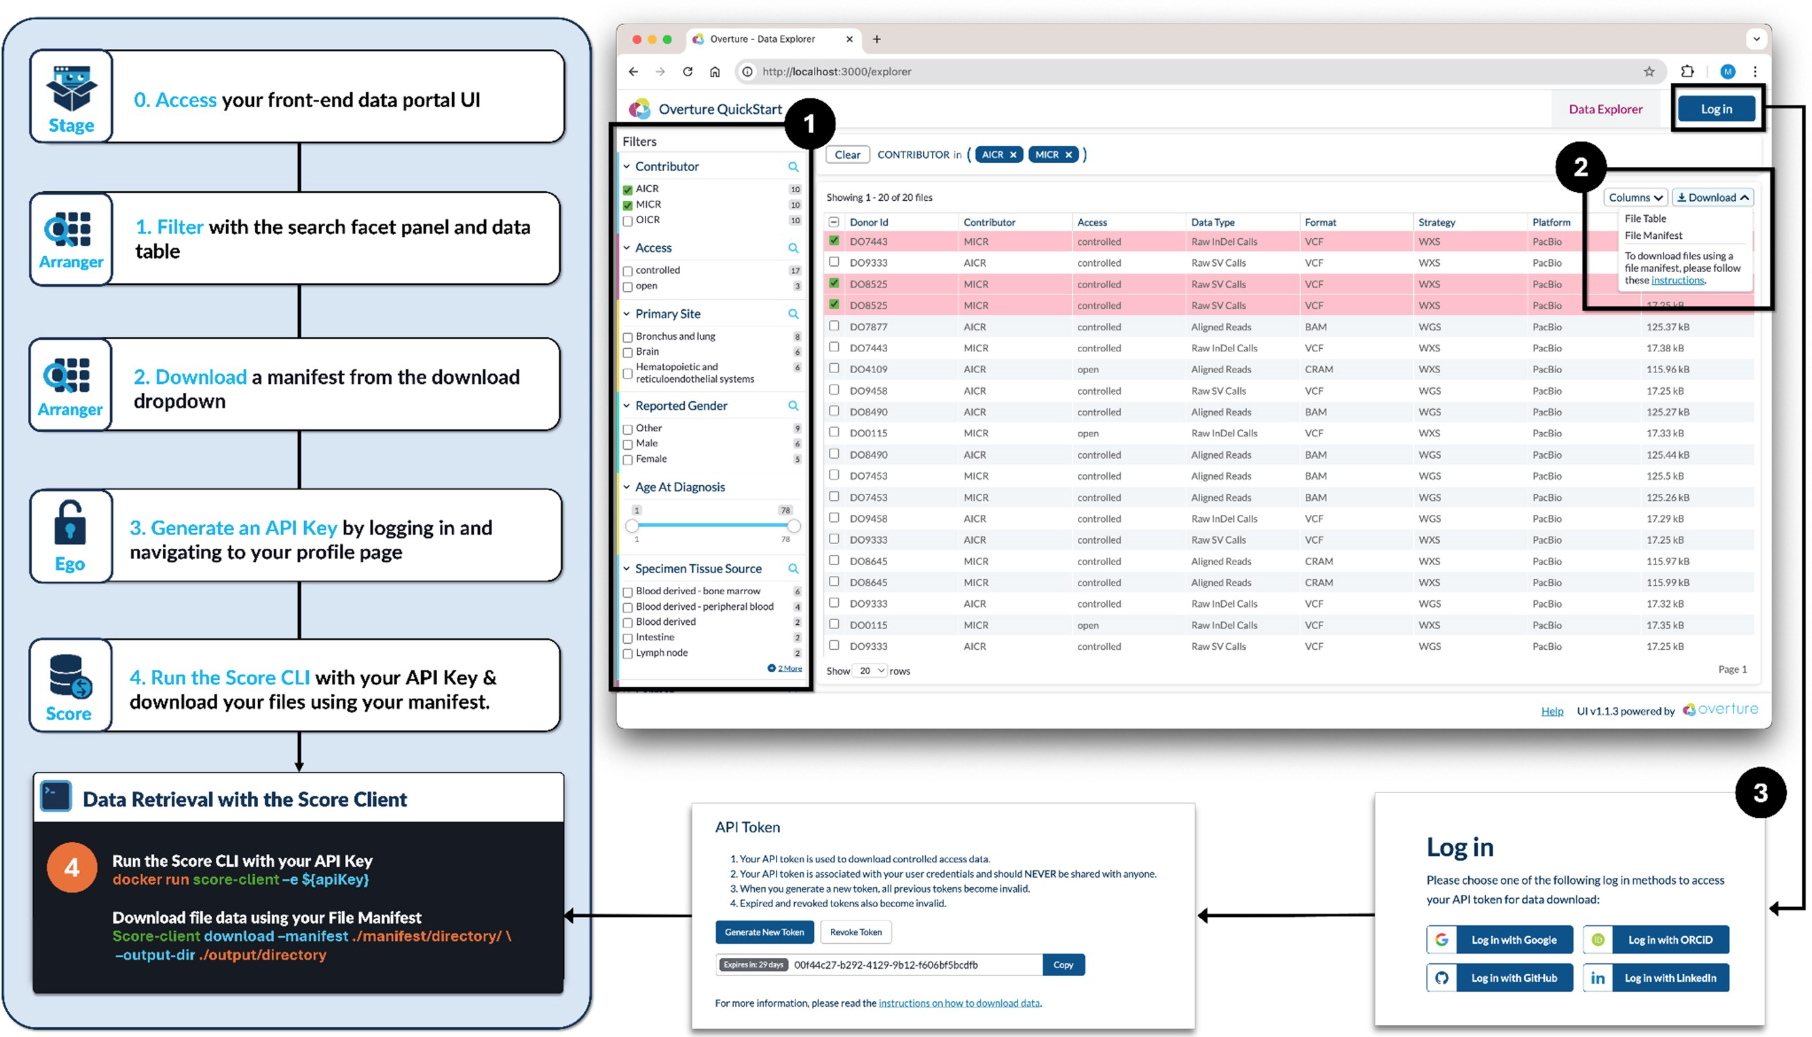 Stage
0. Access your front-end data portal UI
Arranger
1. Filter with the search facet panel and data
table
Arranger
2. Download a manifest from the download
dropdown
Ego
3. Generate an API Key by logging in and
navigating to your profile page
Score
4. Run the Score CLI with your API Key &
download your files using your manifest.
Data Retrieval with the Score Client
4
Run the Score CLI with your API Key
docker run score-client –e ${apiKey}
Download file data using your File Manifest
Score-client download –manifest ./manifest/directory/ \
–output-dir ./output/directory
Overture - Data Explorer
http://localhost:3000/explorer
M
Overture QuickStart
Data Explorer
Log in
1
Filters
Contributor
AICR 10
MICR 10
OICR 10
Access
controlled 17
open 3
Primary Site
Bronchus and lung 8
Brain 6
Hematopoietic and 6
reticuloendothelial systems
Reported Gender
Other 9
Male 6
Female 5
Age At Diagnosis
1 78
1 78
Specimen Tissue Source
Blood derived - bone marrow 6
Blood derived - peripheral blood 4
Blood derived 2
Intestine 2
Lymph node 2
2 More
Clear CONTRIBUTOR in ( AICR × MICR × )
2
Showing 1 - 20 of 20 files
Columns Download
File Table
File Manifest
To download files using a
file manifest, please follow
these instructions.
Donor Id Contributor Access Data Type Format Strategy Platform
DO7443 MICR controlled Raw InDel Calls VCF WXS PacBio
DO9333 AICR controlled Raw SV Calls VCF WXS PacBio
DO8525 MICR controlled Raw SV Calls VCF WXS PacBio
DO8525 MICR controlled Raw SV Calls VCF WXS PacBio 17.25 kB
DO7877 AICR controlled Aligned Reads BAM WGS PacBio 125.37 kB
DO7443 MICR controlled Raw InDel Calls VCF WXS PacBio 17.38 kB
DO4109 AICR open Aligned Reads CRAM WXS PacBio 115.96 kB
DO9458 AICR controlled Raw SV Calls VCF WXS PacBio 17.25 kB
DO8490 AICR controlled Aligned Reads BAM WGS PacBio 125.27 kB
DO0115 MICR open Raw InDel Calls VCF WXS PacBio 17.33 kB
DO8490 AICR controlled Aligned Reads BAM WGS PacBio 125.44 kB
DO7453 MICR controlled Aligned Reads BAM WGS PacBio 125.5 kB
DO7453 MICR controlled Aligned Reads BAM WGS PacBio 125.26 kB
DO9458 AICR controlled Raw InDel Calls VCF WGS PacBio 17.29 kB
DO9333 AICR controlled Raw SV Calls VCF WGS PacBio 17.25 kB
DO8645 MICR controlled Aligned Reads CRAM WXS PacBio 115.97 kB
DO8645 MICR controlled Aligned Reads CRAM WXS PacBio 115.99 kB
DO9333 AICR controlled Raw InDel Calls VCF WGS PacBio 17.32 kB
DO0115 MICR open Raw InDel Calls VCF WXS PacBio 17.35 kB
DO9333 AICR controlled Raw SV Calls VCF WGS PacBio 17.25 kB
Show 20 rows
Page 1
Help UI v1.1.3 powered by overture
API Token
1. Your API token is used to download controlled access data.
2. Your API token is associated with your user credentials and should NEVER be shared with anyone.
3. When you generate a new token, all previous tokens become invalid.
4. Expired and revoked tokens also become invalid.
Generate New Token Revoke Token
Expires in: 29 days 00f44c27-b292-4129-9b12-f606bf5bcdfb Copy
For more information, please read the instructions on how to download data.
3
Log in
Please choose one of the following log in methods to access
your API token for data download:
Log in with Google
Log in with ORCiD
Log in with GitHub
Log in with LinkedIn